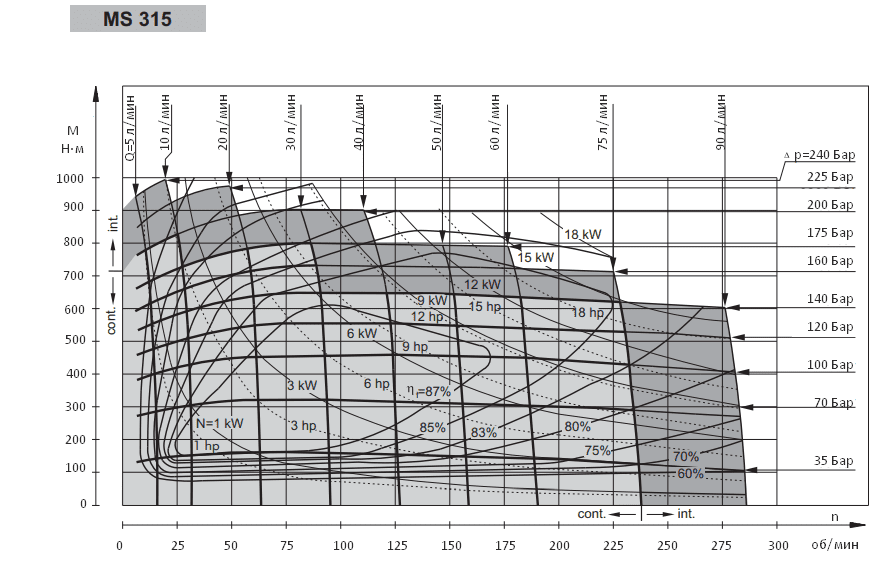 MS 315
Q=5 л/мин
10 л/мин
20 л/мин
30 л/мин
40 л/мин
50 л/мин
60 л/мин
75 л/мин
90 л/мин
M
Н·м
Δ p=240 Бар
1000
225 Бар
900
200 Бар
int.
18 kW
800
175 Бар
15 kW
160 Бар
700
12 kW
cont.
9 kW
140 Бар
600
12 hp
15 hp
18 hp
120 Бар
500
6 kW
9 hp
100 Бар
400
3 kW
6 hp
η t=87%
70 Бар
300
N=1 kW
3 hp
85%
83%
80%
200
1 hp
75%
70%
35 Бар
100
60%
0
cont.
int.
n
0 25 50 75 100 125 150 175 200 225 250 275 300 об/мин